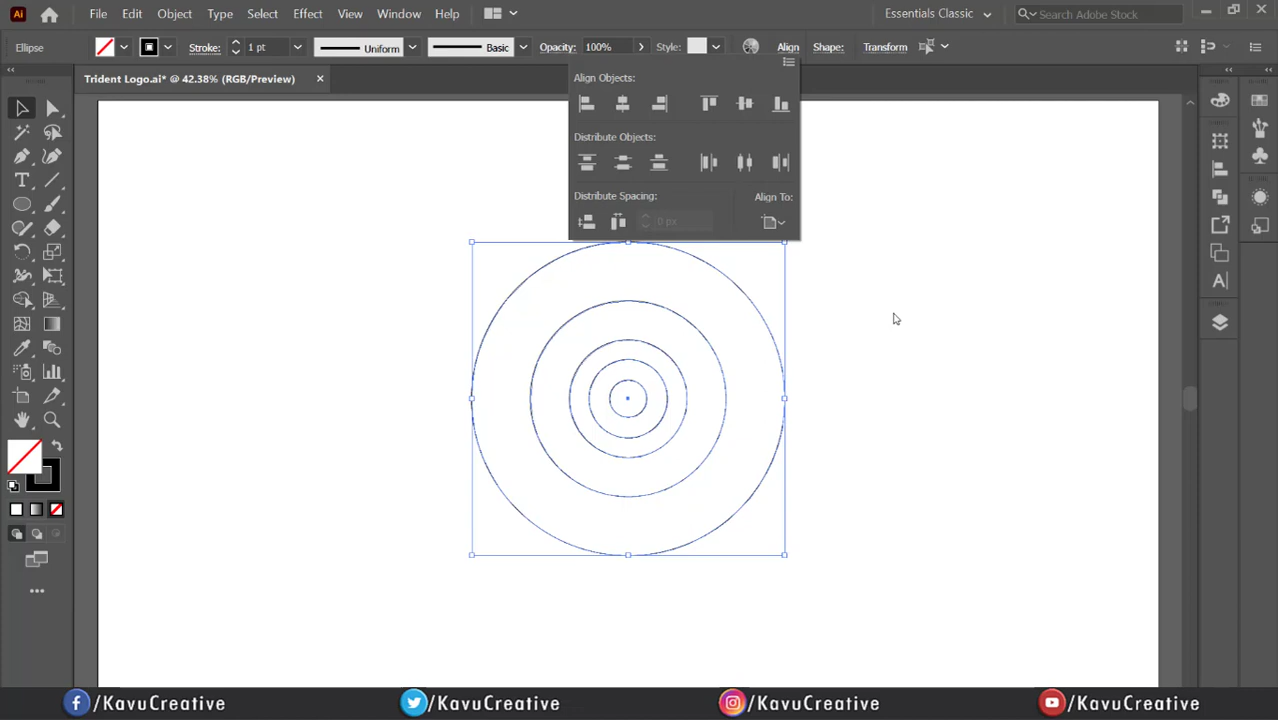 Ai File Edit Object Type Select Effect View Window Help Essentials Classic Search Adobe Stock
Ellipse Stroke: 1 pt Uniform Basic Opacity: 100% Style: Align Shape: Transform
Trident Logo.ai* @ 42.38% (RGB/Preview)
Align Objects:
Distribute Objects:
Distribute Spacing: Align To:
0 px
/KavuCreative /KavuCreative /KavuCreative /KavuCreative